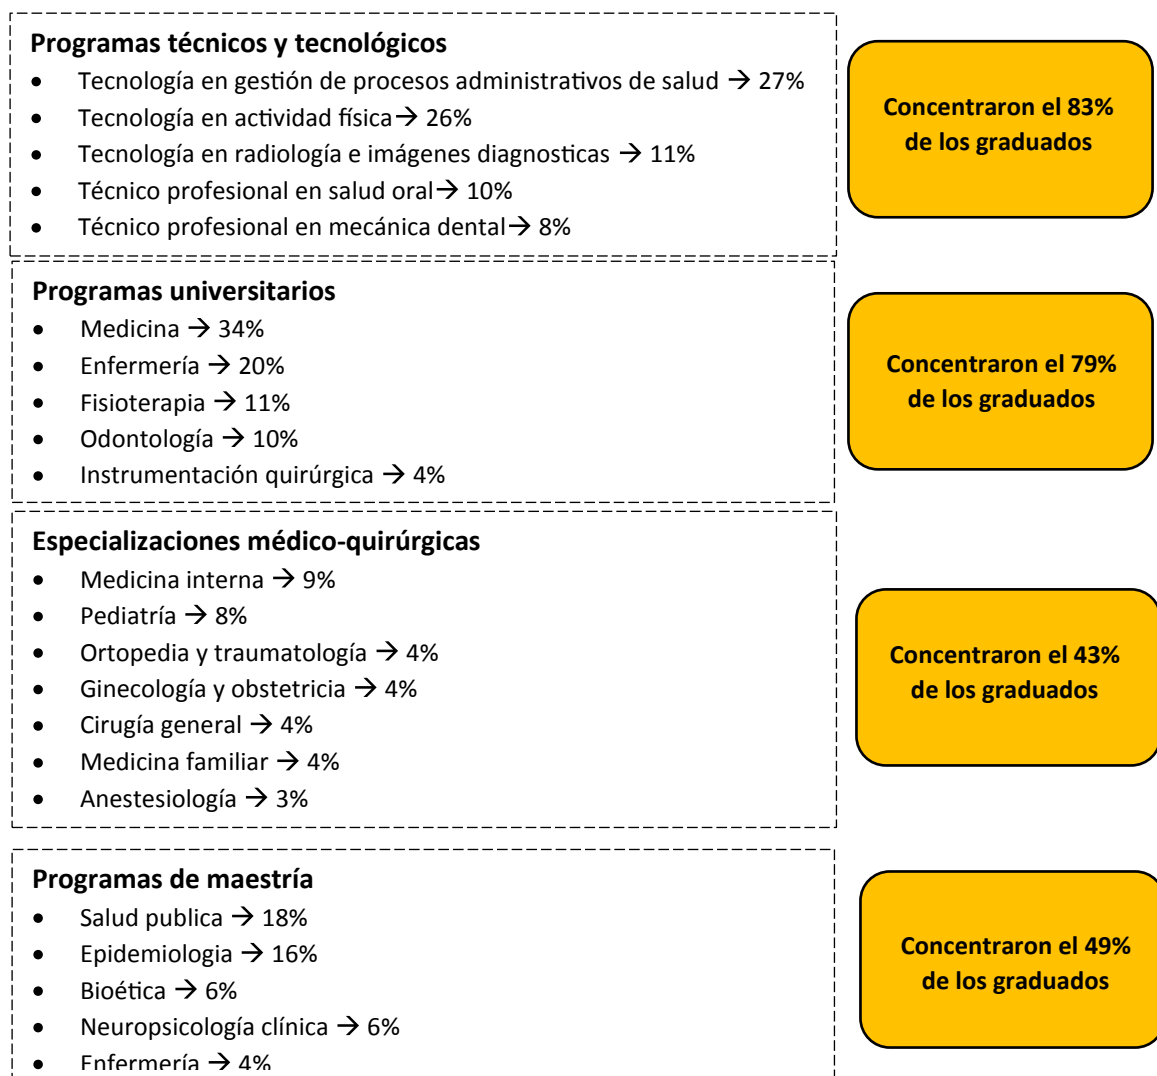 Programas técnicos y tecnológicos
• Tecnología en gestión de procesos administrativos de salud → 27%
• Tecnología en actividad física→ 26%
• Tecnología en radiología e imágenes diagnosticas → 11%
• Técnico profesional en salud oral→ 10%
• Técnico profesional en mecánica dental→ 8%
Concentraron el 83%
de los graduados
Programas universitarios
• Medicina → 34%
• Enfermería → 20%
• Fisioterapia → 11%
• Odontología → 10%
• Instrumentación quirúrgica → 4%
Concentraron el 79%
de los graduados
Especializaciones médico-quirúrgicas
• Medicina interna → 9%
• Pediatría → 8%
• Ortopedia y traumatología → 4%
• Ginecología y obstetricia → 4%
• Cirugía general → 4%
• Medicina familiar → 4%
• Anestesiología → 3%
Concentraron el 43%
de los graduados
Programas de maestría
• Salud publica → 18%
• Epidemiologia → 16%
• Bioética → 6%
• Neuropsicología clínica → 6%
• Enfermería → 4%
Concentraron el 49%
de los graduados